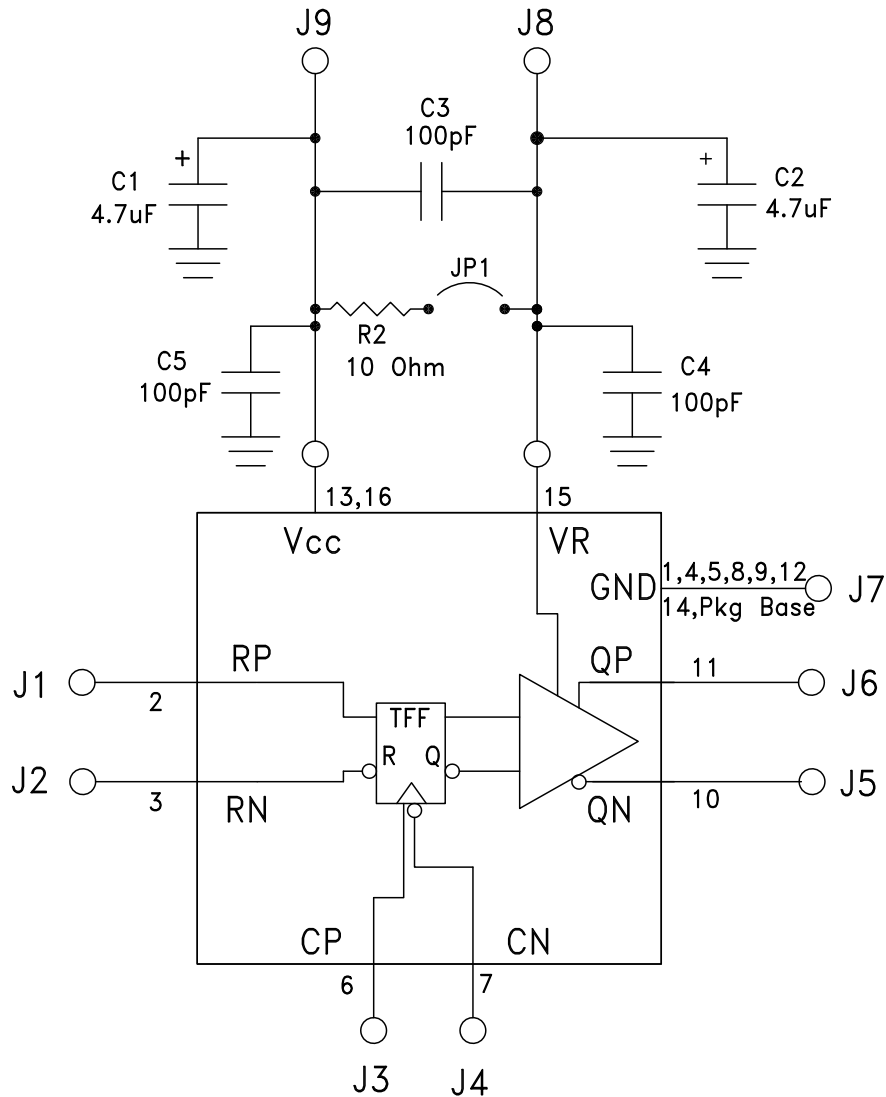 J9
J8
C3
100pF
+
C1
4.7uF
+
C2
4.7uF
JP1
R2
10 Ohm
C5
100pF
C4
100pF
13,16
15
Vcc
VR
GND
1,4,5,8,9,12
14,Pkg Base
J7
J1
2
RP
QP
11
J6
TFF
R
Q
J2
3
RN
QN
10
J5
CP
CN
6
7
J3
J4